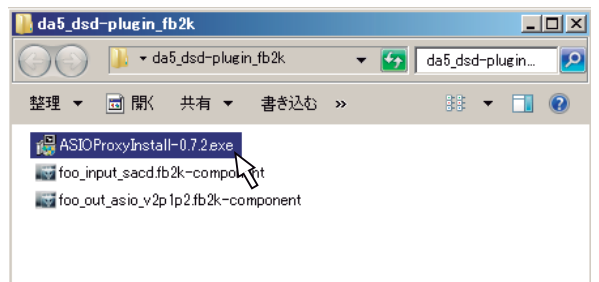 da5_dsd-plugin_fb2k
da5_dsd-plugin_fb2k da5_dsd-plugin...
整理 開く 共有 書き込む »
ASIOProxyInstall-0.7.2.exe
foo_input_sacd.fb2k-component
foo_out_asio_v2p1p2.fb2k-component